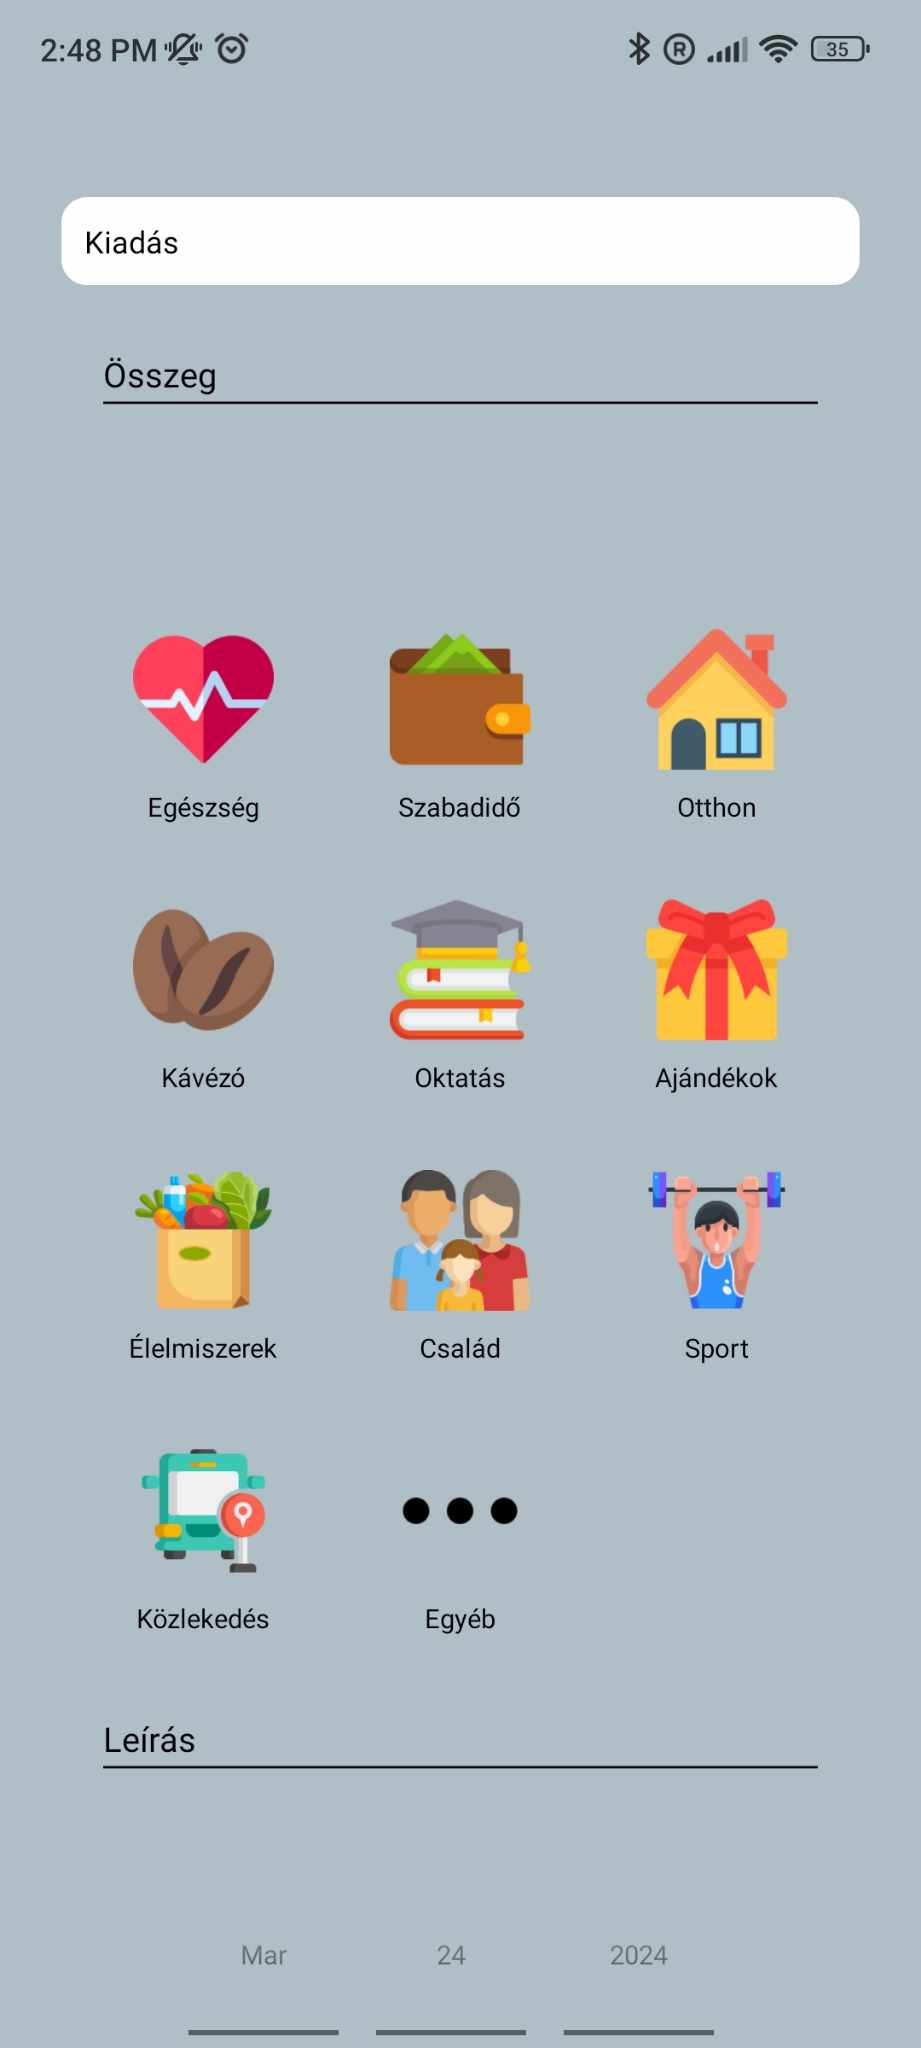 2:48 PM
R
35
Kiadás
Összeg
Egészség
Szabadidő
Otthon
Kávézó
Oktatás
Ajándékok
Élelmiszerek
Család
Sport
Közlekedés
Egyéb
Leírás
Mar 24 2024